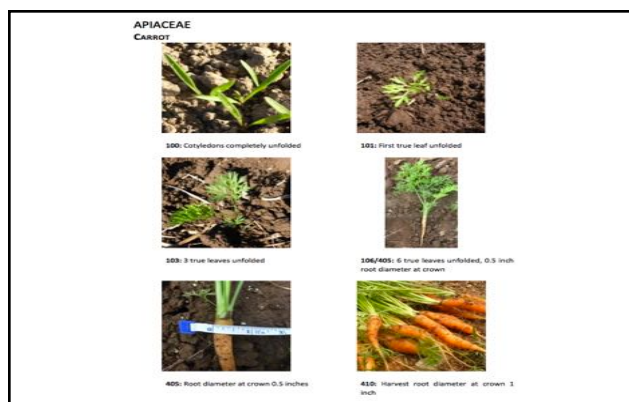 APIACEAE
CARROT
100: Cotyledons completely unfolded
101: First true leaf unfolded
103: 3 true leaves unfolded
106/405: 6 true leaves unfolded, 0.5 inch
root diameter at crown
405: Root diameter at crown 0.5 inches
410: Harvest root diameter at crown 1
inch